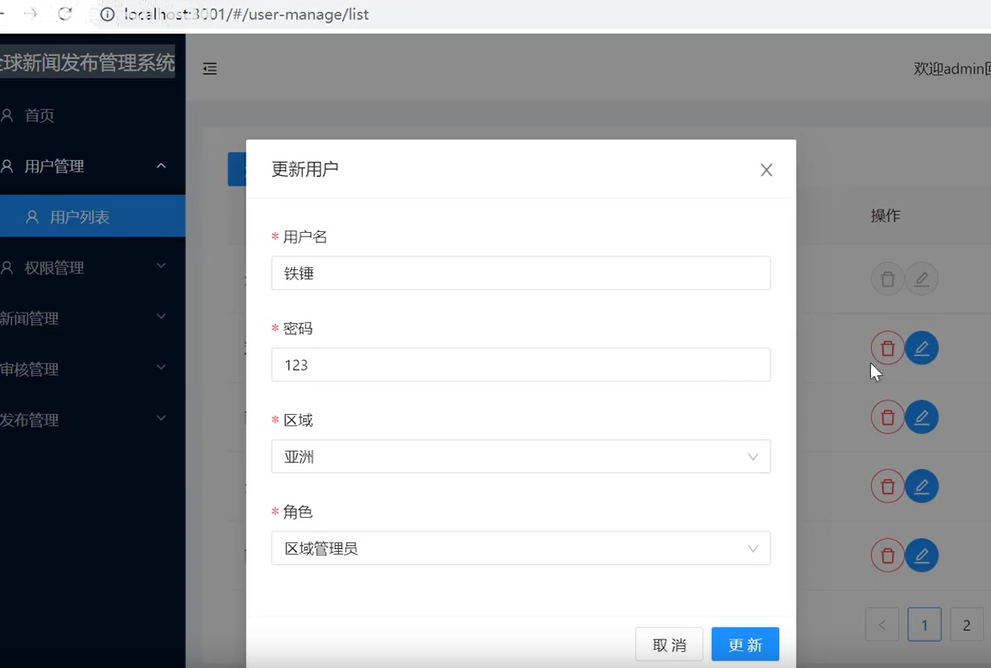 localhost:3001/#/user-manage/list
球新闻发布管理系统
欢迎admin回
首页
用户管理
用户列表
权限管理
新闻管理
审核管理
发布管理
更新用户
操作
* 用户名
铁锤
* 密码
123
* 区域
亚洲
* 角色
区域管理员
取 消
更 新
< 1 2